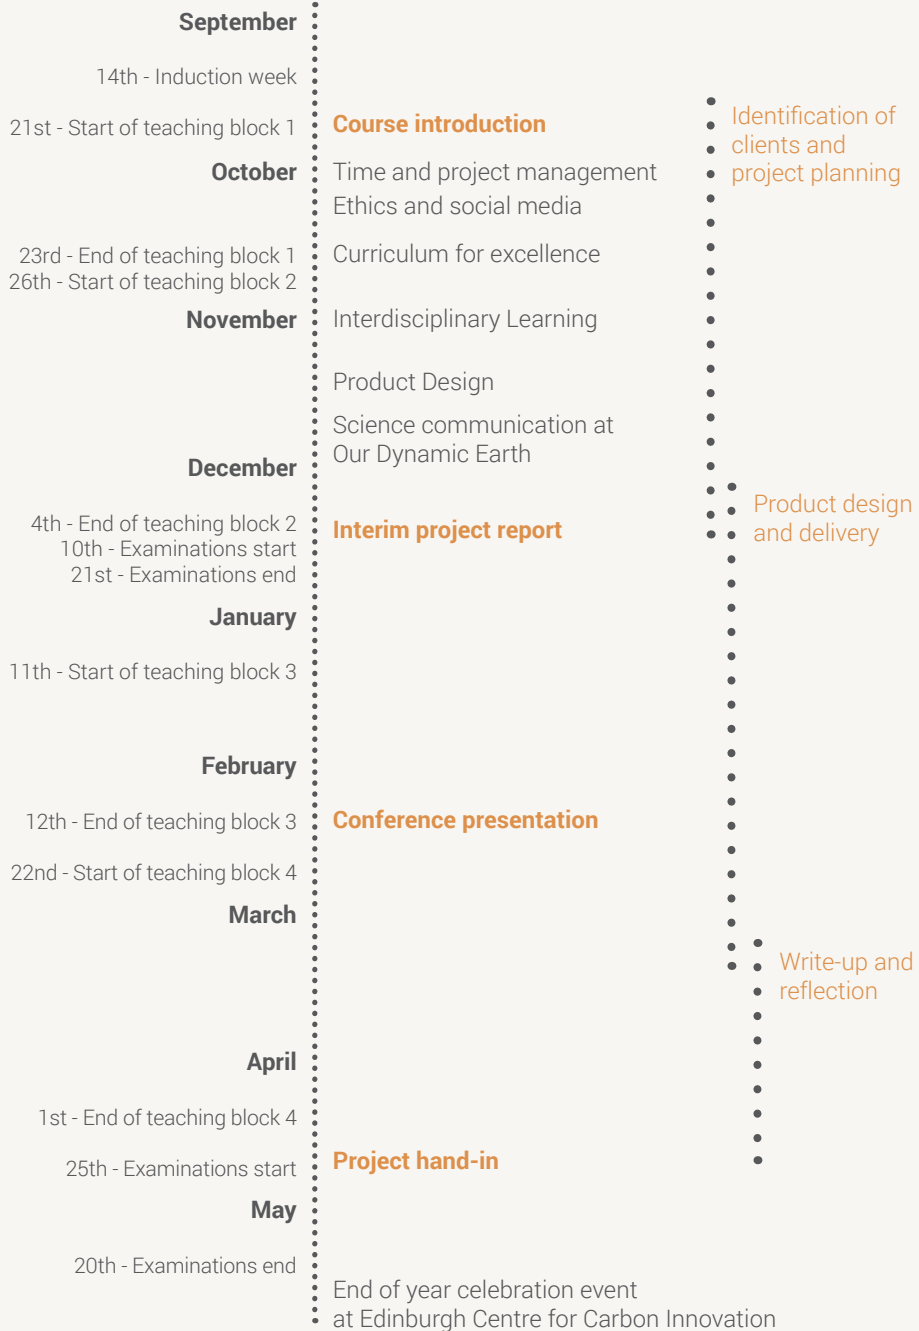 September
14th - Induction week
21st - Start of teaching block 1
Course introduction
Identification of
clients and
project planning
October
Time and project management
Ethics and social media
23rd - End of teaching block 1
26th - Start of teaching block 2
Curriculum for excellence
November
Interdisciplinary Learning
Product Design
Science communication at
Our Dynamic Earth
December
4th - End of teaching block 2
10th - Examinations start
21st - Examinations end
Interim project report
Product design
and delivery
January
11th - Start of teaching block 3
February
12th - End of teaching block 3
Conference presentation
22nd - Start of teaching block 4
March
Write-up and
reflection
April
1st - End of teaching block 4
25th - Examinations start
Project hand-in
May
20th - Examinations end
End of year celebration event
at Edinburgh Centre for Carbon Innovation